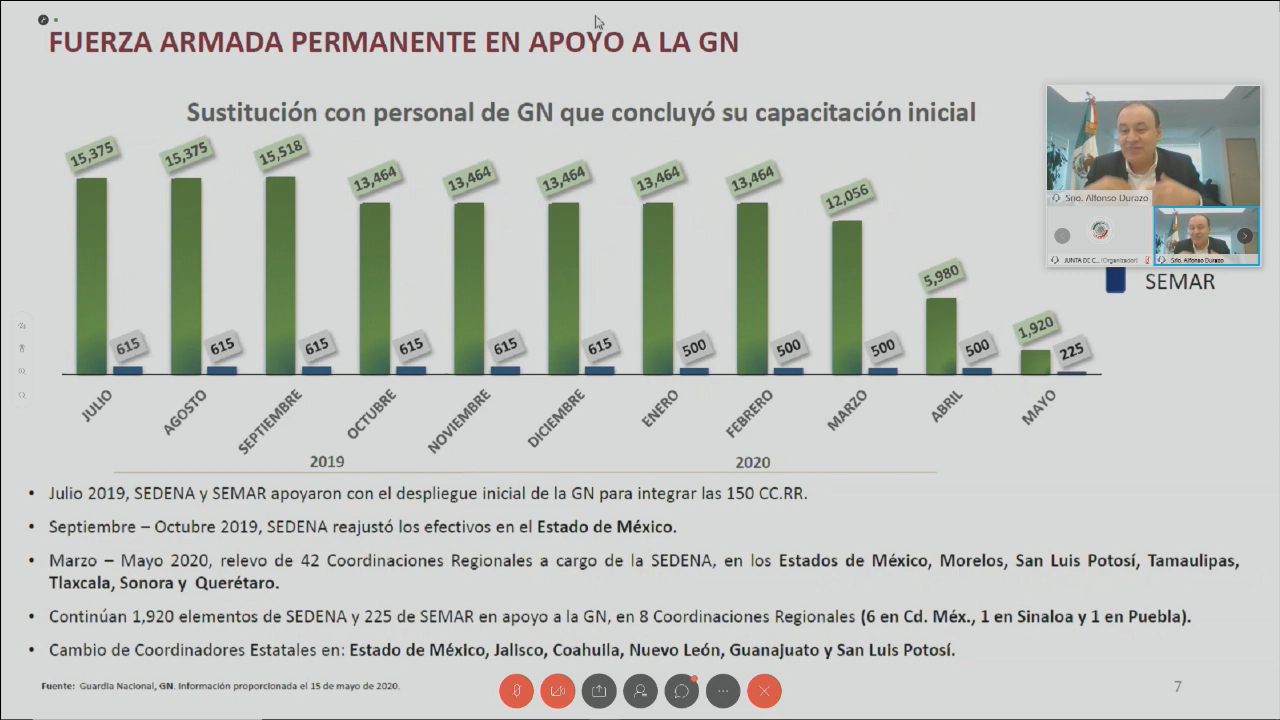 FUERZA ARMADA PERMANENTE EN APOYO A LA GN
Sustitución con personal de GN que concluyó su capacitación inicial
15,375
15,375
15,518
13,464
13,464
13,464
13,464
13,464
12,056
5,980
1,920
615
615
615
615
615
615
500
500
500
500
225
JULIO
AGOSTO
SEPTIEMBRE
OCTUBRE
NOVIEMBRE
DICIEMBRE
ENERO
FEBRERO
MARZO
ABRIL
MAYO
2019
2020
Srio. Alfonso Durazo
JUNTA DE C... (Organizador)
Srio. Alfonso Durazo
SEMAR
• Julio 2019, SEDENA y SEMAR apoyaron con el despliegue inicial de la GN para integrar las 150 CC.RR.
• Septiembre – Octubre 2019, SEDENA reajustó los efectivos en el Estado de México.
• Marzo – Mayo 2020, relevo de 42 Coordinaciones Regionales a cargo de la SEDENA, en los Estados de México, Morelos, San Luis Potosí, Tamaulipas,
Tlaxcala, Sonora y Querétaro.
• Continúan 1,920 elementos de SEDENA y 225 de SEMAR en apoyo a la GN, en 8 Coordinaciones Regionales (6 en Cd. Méx., 1 en Sinaloa y 1 en Puebla).
• Cambio de Coordinadores Estatales en: Estado de México, Jalisco, Coahuila, Nuevo León, Guanajuato y San Luis Potosí.
Fuente: Guardia Nacional, GN. Información proporcionada el 15 de mayo de 2020.
7